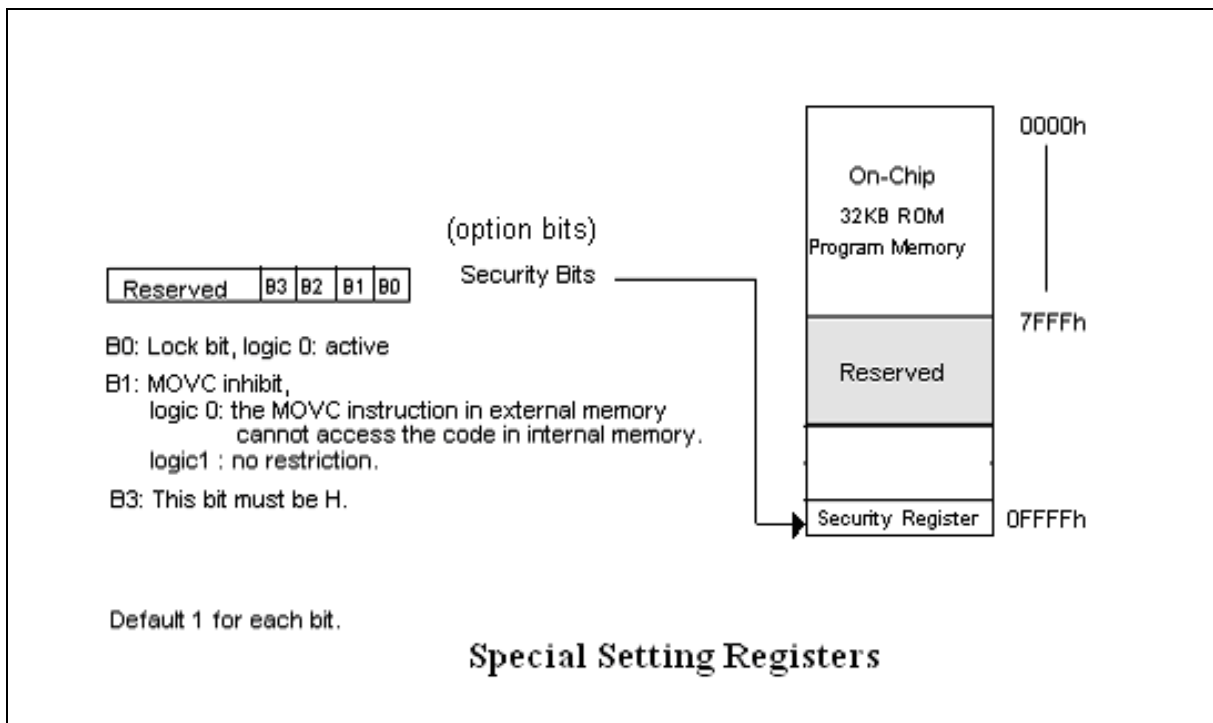 (option bits)
Security Bits
Reserved B3 B2 B1 B0
B0: Lock bit, logic 0: active
B1: MOVC inhibit,
logic 0: the MOVC instruction in external memory
cannot access the code in internal memory.
logic1 : no restriction.
B3: This bit must be H.
Default 1 for each bit.
0000h
On-Chip
32KB ROM
Program Memory
7FFFh
Reserved
Security Register
0FFFFh
Special Setting Registers